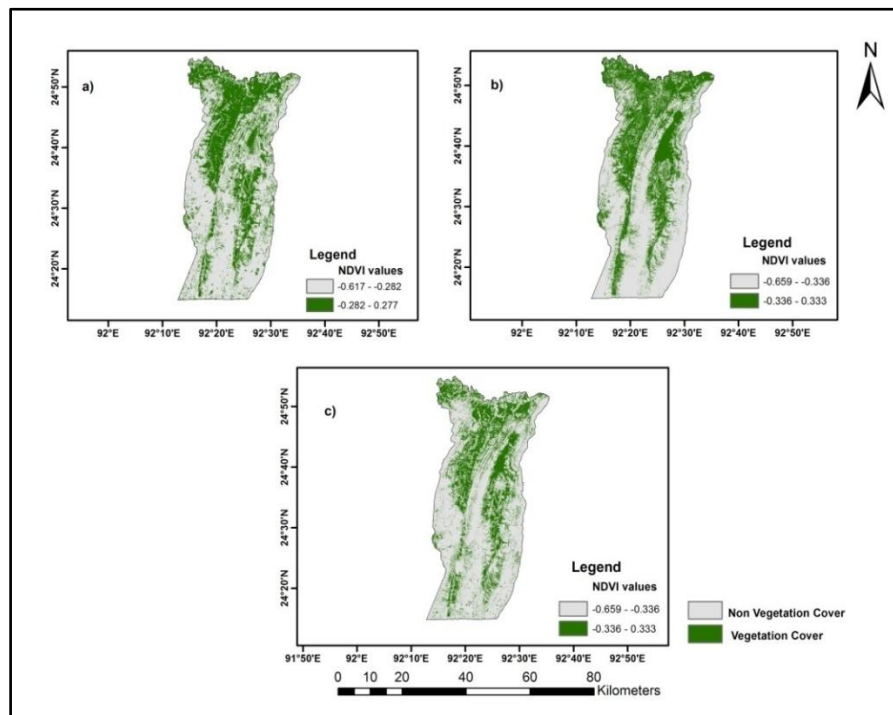 N
a)
24°50'N
24°40'N
24°30'N
24°20'N
Legend
NDVI values
-0.617 - -0.282
-0.282 - 0.277
92°E 92°10'E 92°20'E 92°30'E 92°40'E 92°50'E
b)
24°50'N
24°40'N
24°30'N
24°20'N
Legend
NDVI values
-0.659 - -0.336
-0.336 - 0.333
92°E 92°10'E 92°20'E 92°30'E 92°40'E 92°50'E
c)
24°50'N
24°40'N
24°30'N
24°20'N
Legend
NDVI values
-0.659 - -0.336
-0.336 - 0.333
91°50'E 92°E 92°10'E 92°20'E 92°30'E 92°40'E 92°50'E
Non Vegetation Cover
Vegetation Cover
0 10 20 40 60 80
Kilometers